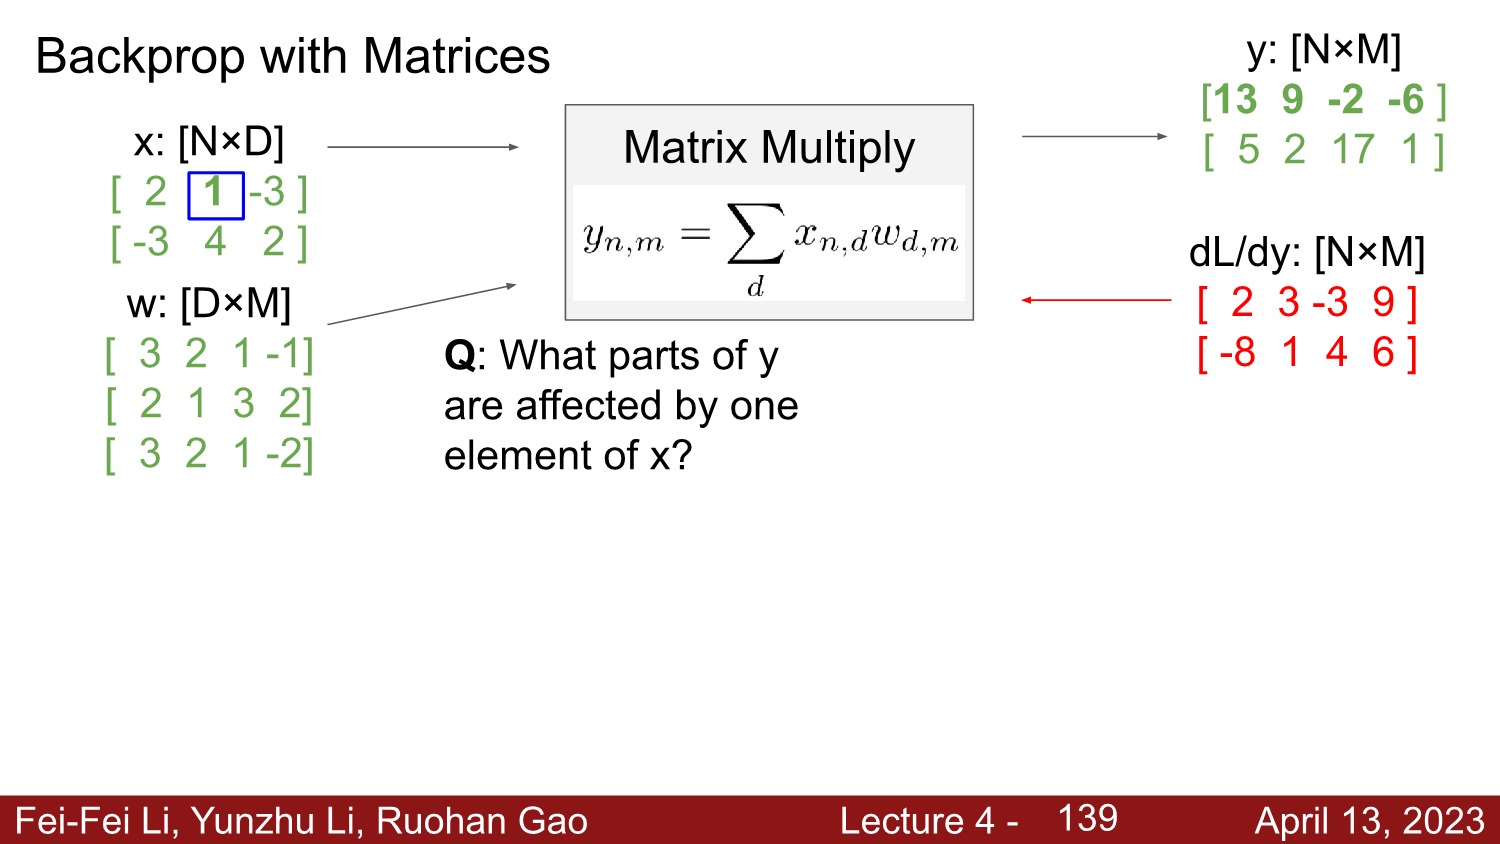 Backprop with Matrices
x: [N×D]
[ 2 1 -3 ]
[ -3 4 2 ]
w: [D×M]
[ 3 2 1 -1]
[ 2 1 3 2]
[ 3 2 1 -2]
Matrix Multiply
y_{n,m} = \sum_d x_{n,d} w_{d,m}
Q: What parts of y
are affected by one
element of x?
y: [N×M]
[13 9 -2 -6 ]
[ 5 2 17 1 ]
dL/dy: [N×M]
[ 2 3 -3 9 ]
[ -8 1 4 6 ]
Fei-Fei Li, Yunzhu Li, Ruohan Gao Lecture 4 - 139 April 13, 2023